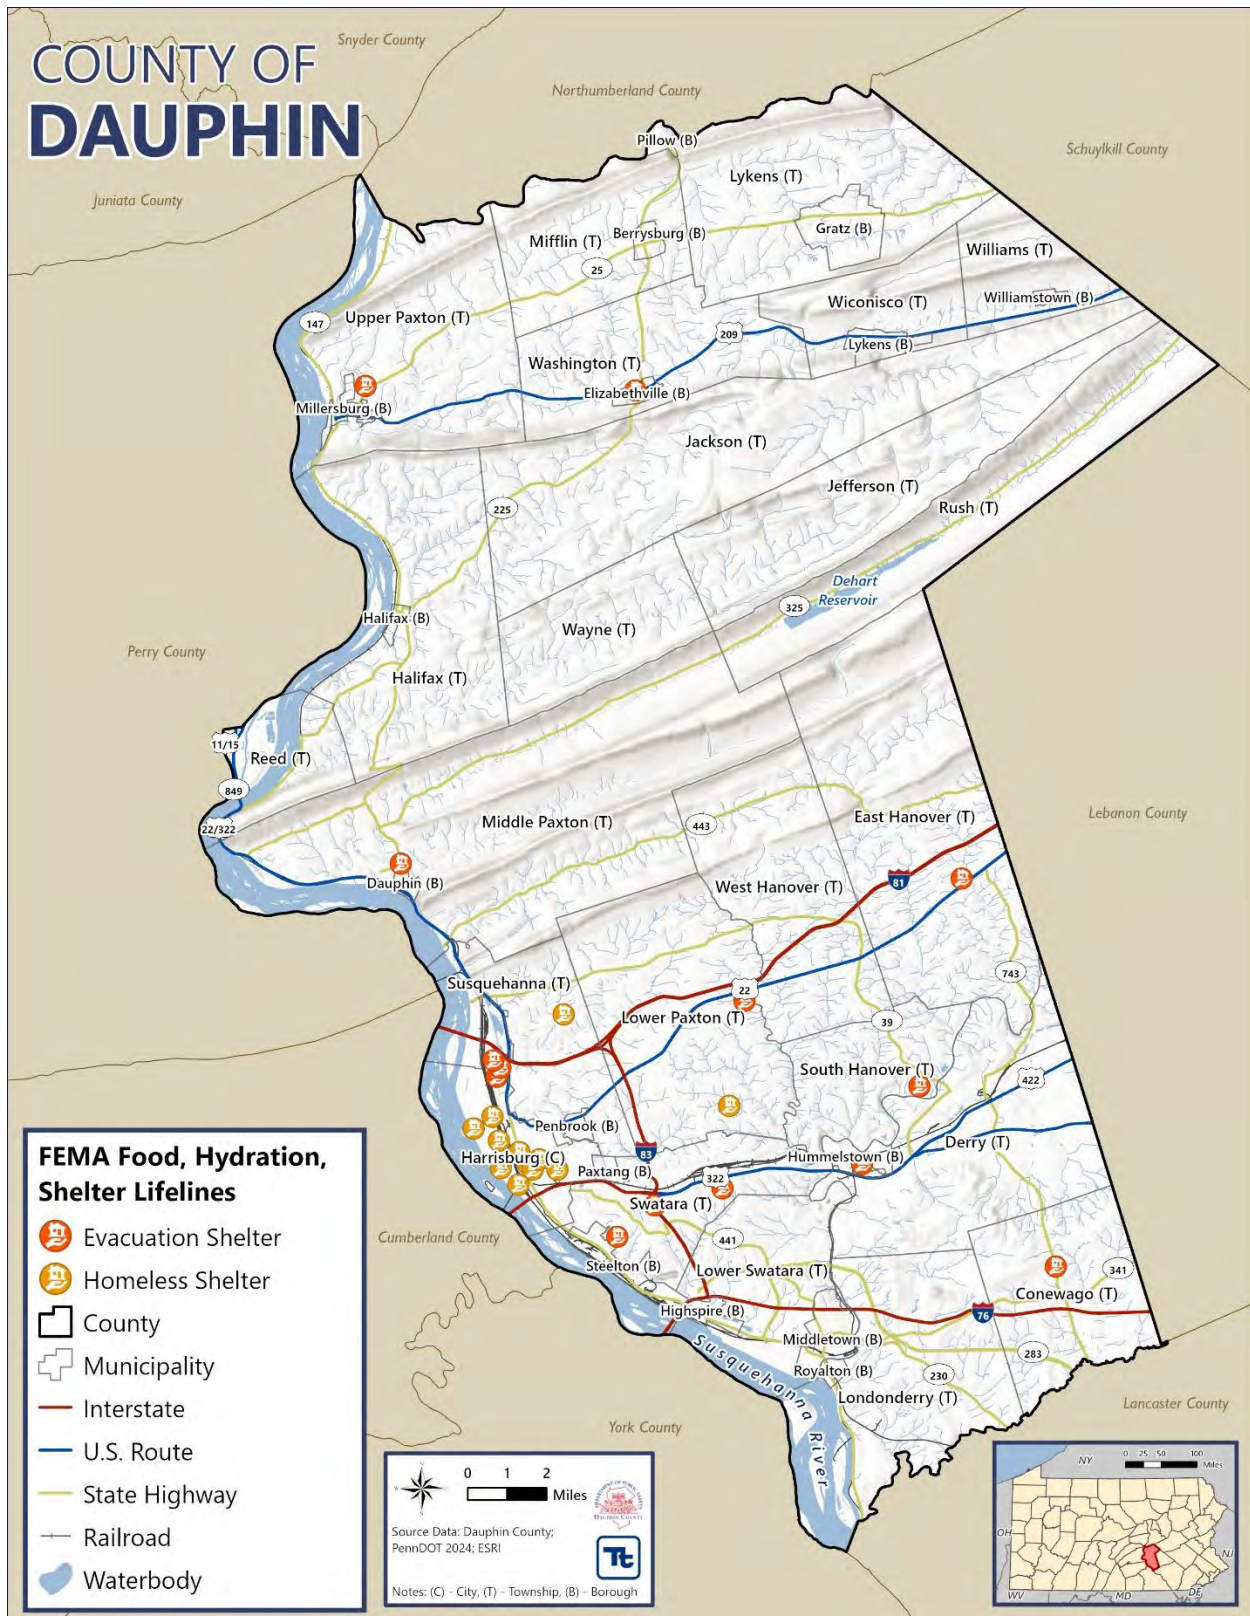 COUNTY OF
DAUPHIN
Snyder County
Northumberland County
Schuylkill County
Juniata County
Pillow (B)
Lykens (T)
Mifflin (T)
Berrysburg (B)
Gratz (B)
Williams (T)
25
Williamstown (B)
Wiconisco (T)
147
Upper Paxton (T)
209
Lykens (B)
Washington (T)
Elizabethville (B)
Millersburg (B)
Jackson (T)
Jefferson (T)
Rush (T)
225
Dehart
Reservoir
325
Halifax (B)
Wayne (T)
Perry County
Halifax (T)
11/15
Reed (T)
849
22/322
Middle Paxton (T)
443
East Hanover (T)
Lebanon County
Dauphin (B)
West Hanover (T)
81
743
Susquehanna (T)
22
Lower Paxton (T)
39
South Hanover (T)
422
Penbrook (B)
Derry (T)
83
Harrisburg (C)
Hummelstown (B)
Paxtang (B)
322
Swatara (T)
441
Cumberland County
Steelton (B)
Lower Swatara (T)
341
Conewago (T)
Highspire (B)
76
Middletown (B)
283
Royalton (B)
230
Londonderry (T)
Susquehanna River
York County
Lancaster County
FEMA Food, Hydration,
Shelter Lifelines
Evacuation Shelter
Homeless Shelter
County
Municipality
Interstate
U.S. Route
State Highway
Railroad
Waterbody
0 1 2
Miles
Source Data: Dauphin County;
PennDOT 2024; ESRI
DAUPHIN COUNTY
Tt
Notes: (C) - City, (T) - Township, (B) - Borough
0 25 50 100
Miles
NY
OH
NJ
WV
MD
DE